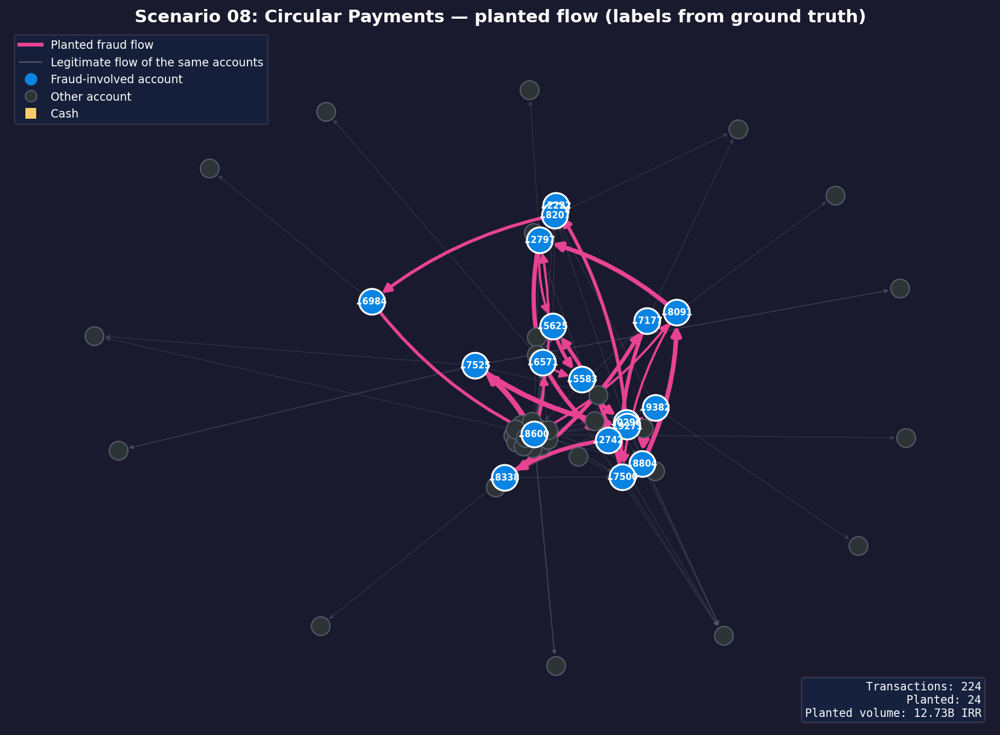 Scenario 08: Circular Payments — planted flow (labels from ground truth)
Planted fraud flow
Legitimate flow of the same accounts
Fraud-involved account
Other account
Cash
…2222
…8207
…2797
…6984
…8091
…7177
…5625
…6571
…7525
…5583
…9382
…9271
…8600
…2742
…8804
…7500
…8338
Transactions: 224
Planted: 24
Planted volume: 12.73B IRR